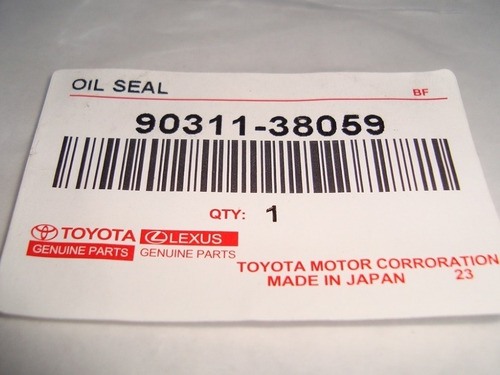 OIL SEAL
BF
90311-38059
QTY: 1
TOYOTA LEXUS
GENUINE PARTS GENUINE PARTS
TOYOTA MOTOR CORRORATION
MADE IN JAPAN 23